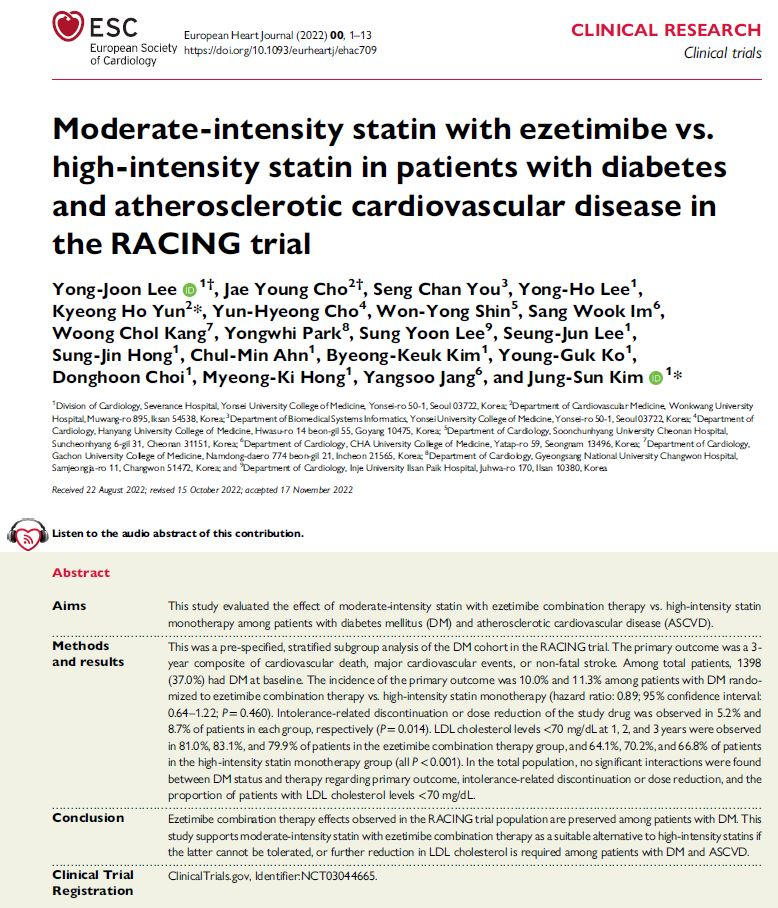 ESC
European Society
of Cardiology
European Heart Journal (2022) 00, 1–13
https://doi.org/10.1093/eurheartj/ehac709
CLINICAL RESEARCH
Clinical trials
Moderate-intensity statin with ezetimibe vs.
high-intensity statin in patients with diabetes
and atherosclerotic cardiovascular disease in
the RACING trial
Yong-Joon Lee iD 1†, Jae Young Cho2†, Seng Chan You3, Yong-Ho Lee1,
Kyeong Ho Yun2*, Yun-Hyeong Cho4, Won-Yong Shin5, Sang Wook Im6,
Woong Chol Kang7, Yongwhi Park8, Sung Yoon Lee9, Seung-Jun Lee1,
Sung-Jin Hong1, Chul-Min Ahn1, Byeong-Keuk Kim1, Young-Guk Ko1,
Donghoon Choi1, Myeong-Ki Hong1, Yangsoo Jang6, and Jung-Sun Kim iD 1*
1Division of Cardiology, Severance Hospital, Yonsei University College of Medicine, Yonsei-ro 50-1, Seoul 03722, Korea; 2Department of Cardiovascular Medicine, Wonkwang University
Hospital, Muwang-ro 895, Iksan 54538, Korea; 3Department of Biomedical Systems Informatics, Yonsei University College of Medicine, Yonsei-ro 50-1, Seoul 03722, Korea; 4Department of
Cardiology, Hanyang University College of Medicine, Hwasu-ro 14 beon-gil 55, Goyang 10475, Korea; 5Department of Cardiology, Soonchunhyang University Cheonan Hospital,
Suncheonhyang 6-gil 31, Cheonan 31151, Korea; 6Department of Cardiology, CHA University College of Medicine, Yatap-ro 59, Seongnam 13496, Korea; 7Department of Cardiology,
Gachon University College of Medicine, Namdong-daero 774 beon-gil 21, Incheon 21565, Korea; 8Department of Cardiology, Gyeongsang National University Changwon Hospital,
Samjeongja-ro 11, Changwon 51472, Korea; and 9Department of Cardiology, Inje University Ilsan Paik Hospital, Juhwa-ro 170, Ilsan 10380, Korea
Received 22 August 2022; revised 15 October 2022; accepted 17 November 2022
Listen to the audio abstract of this contribution.
Abstract
Aims
This study evaluated the effect of moderate-intensity statin with ezetimibe combination therapy vs. high-intensity statin
monotherapy among patients with diabetes mellitus (DM) and atherosclerotic cardiovascular disease (ASCVD).
Methods
and results
This was a pre-specified, stratified subgroup analysis of the DM cohort in the RACING trial. The primary outcome was a 3-
year composite of cardiovascular death, major cardiovascular events, or non-fatal stroke. Among total patients, 1398
(37.0%) had DM at baseline. The incidence of the primary outcome was 10.0% and 11.3% among patients with DM rando-
mized to ezetimibe combination therapy vs. high-intensity statin monotherapy (hazard ratio: 0.89; 95% confidence interval:
0.64–1.22; P = 0.460). Intolerance-related discontinuation or dose reduction of the study drug was observed in 5.2% and
8.7% of patients in each group, respectively (P = 0.014). LDL cholesterol levels <70 mg/dL at 1, 2, and 3 years were observed
in 81.0%, 83.1%, and 79.9% of patients in the ezetimibe combination therapy group, and 64.1%, 70.2%, and 66.8% of patients
in the high-intensity statin monotherapy group (all P < 0.001). In the total population, no significant interactions were found
between DM status and therapy regarding primary outcome, intolerance-related discontinuation or dose reduction, and the
proportion of patients with LDL cholesterol levels <70 mg/dL.
Conclusion
Ezetimibe combination therapy effects observed in the RACING trial population are preserved among patients with DM. This
study supports moderate-intensity statin with ezetimibe combination therapy as a suitable alternative to high-intensity statins if
the latter cannot be tolerated, or further reduction in LDL cholesterol is required among patients with DM and ASCVD.
Clinical Trial
Registration
ClinicalTrials.gov, Identifier:NCT03044665.